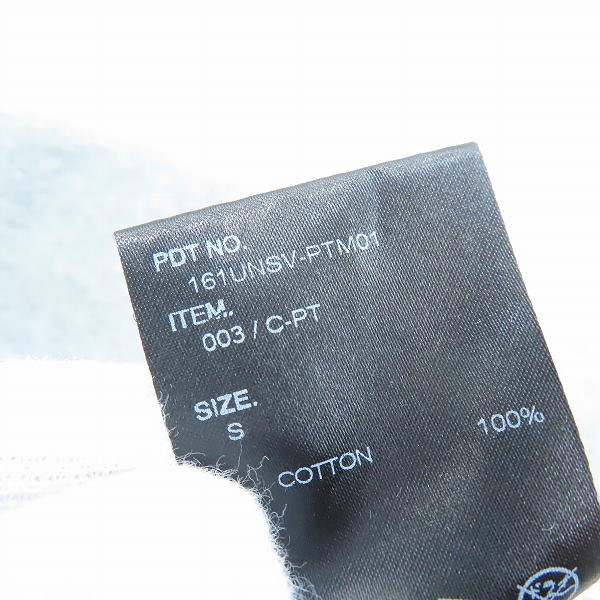 PDT NO.
161UNSV-PTM01
ITEM.
003 / C-PT
SIZE.
S
COTTON 100%